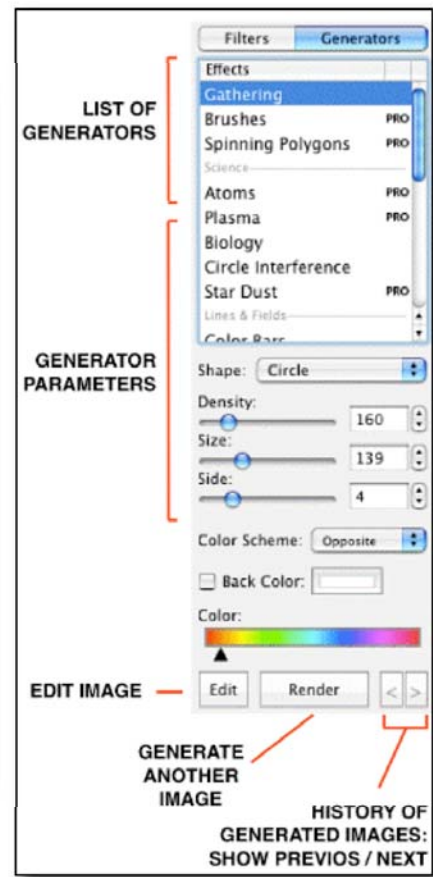 Filters Generators
Effects
Gathering
Brushes PRO
Spinning Polygons PRO
Science
Atoms PRO
Plasma PRO
Biology
Circle Interference
Star Dust PRO
Lines & Fields
Color Bars
Shape: Circle
Density:
160
Size:
139
Side:
4
Color Scheme: Opposite
Back Color:
Color:
Edit Render < >
LIST OF
GENERATORS
GENERATOR
PARAMETERS
EDIT IMAGE
GENERATE
ANOTHER
IMAGE
HISTORY OF
GENERATED IMAGES:
SHOW PREVIOS / NEXT